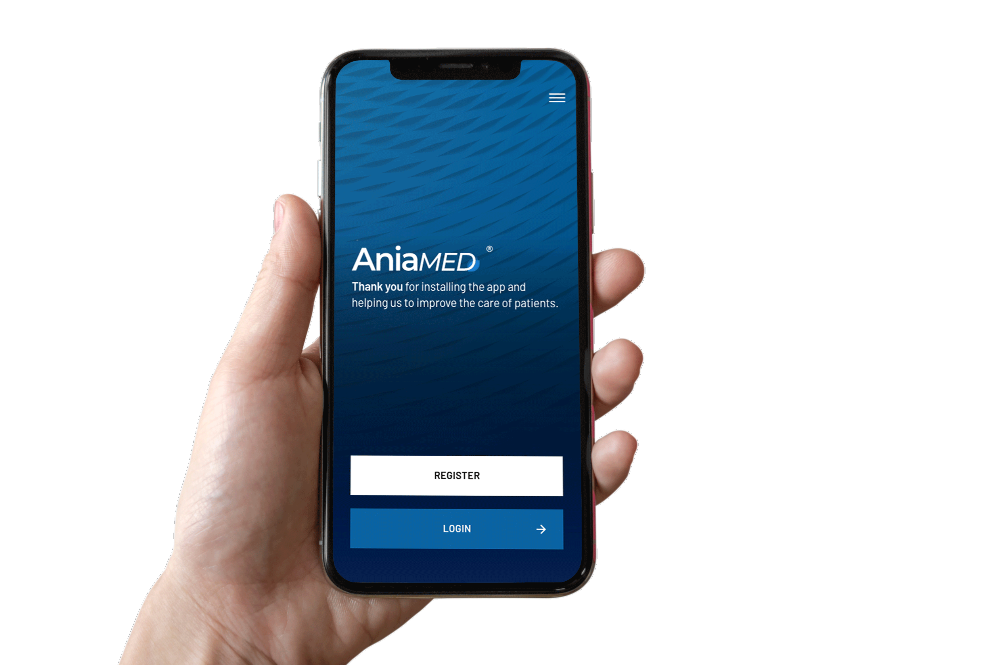 AniaMED ®
Thank you for installing the app and
helping us to improve the care of patients.
REGISTER
LOGIN